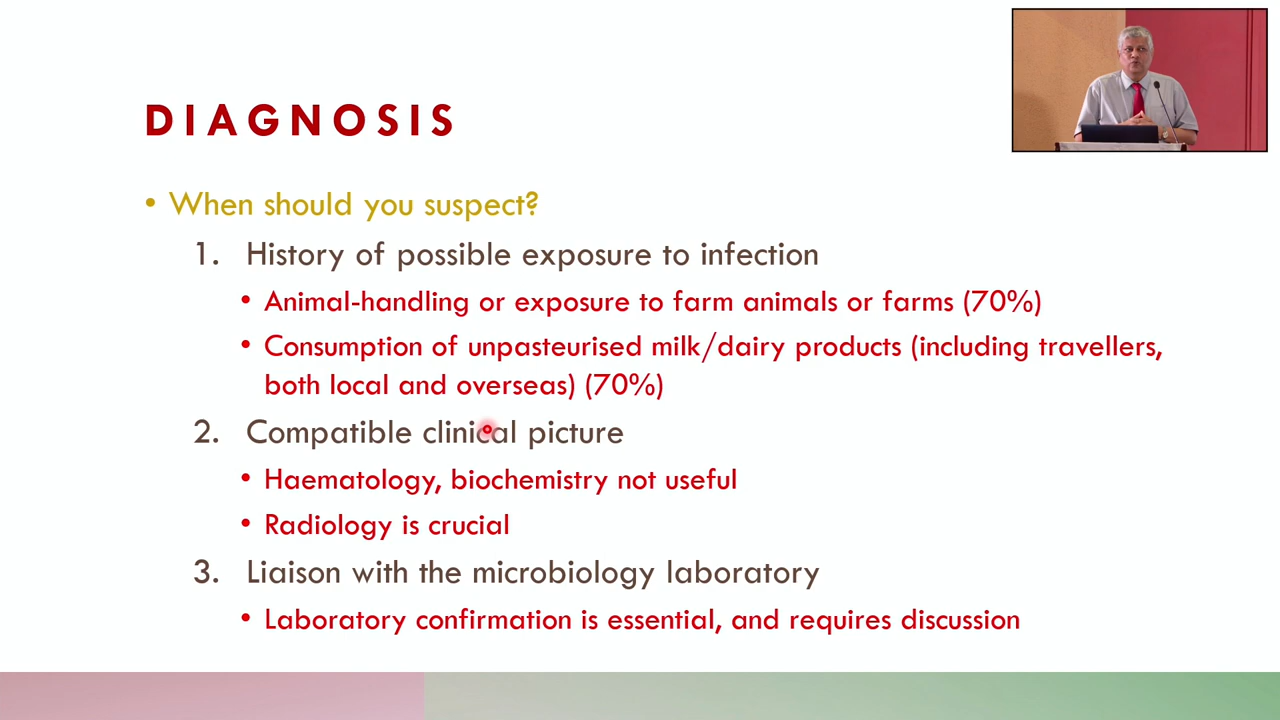 DIAGNOSIS
• When should you suspect?
1. History of possible exposure to infection
• Animal-handling or exposure to farm animals or farms (70%)
• Consumption of unpasteurised milk/dairy products (including travellers,
both local and overseas) (70%)
2. Compatible clinical picture
• Haematology, biochemistry not useful
• Radiology is crucial
3. Liaison with the microbiology laboratory
• Laboratory confirmation is essential, and requires discussion